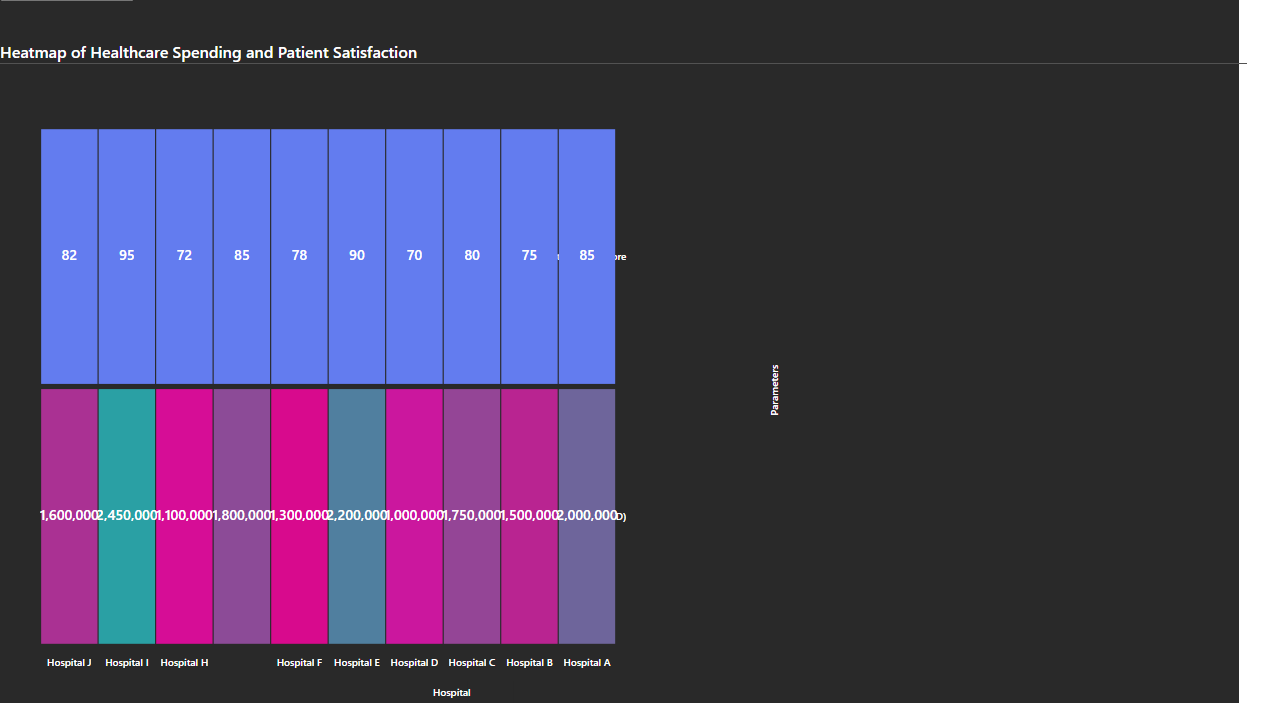 Heatmap of Healthcare Spending and Patient Satisfaction
82 95 72 85 78 90 70 80 75 85
Parameters
1,600,000 2,450,000 1,100,000 1,800,000 1,300,000 2,200,000 1,000,000 1,750,000 1,500,000 2,000,000 D)
Hospital J Hospital I Hospital H Hospital F Hospital E Hospital D Hospital C Hospital B Hospital A
Hospital